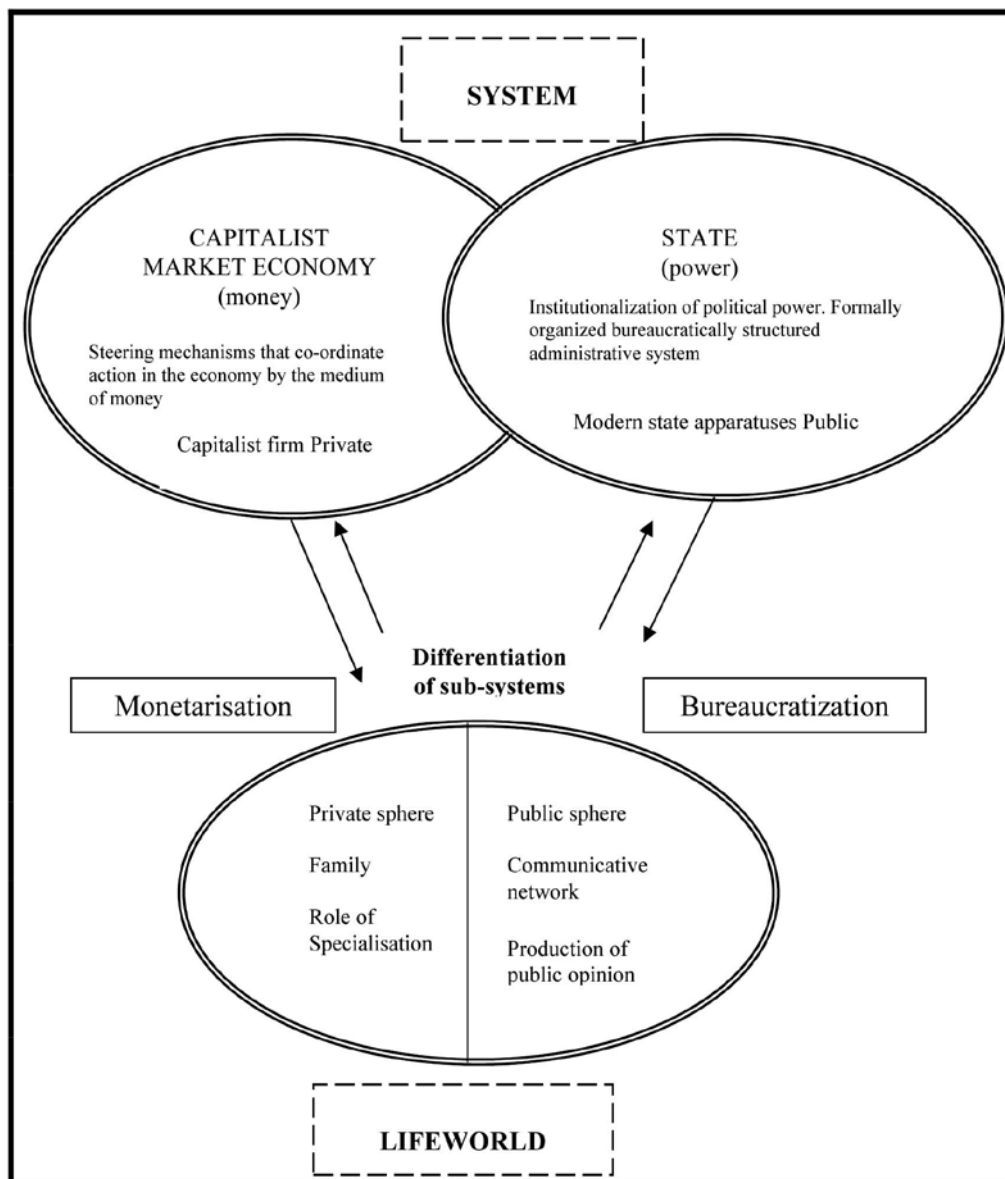 SYSTEM
CAPITALIST
MARKET ECONOMY
(money)
Steering mechanisms that co-ordinate
action in the economy by the medium
of money
Capitalist firm Private
STATE
(power)
Institutionalization of political power. Formally
organized bureaucratically structured
administrative system
Modern state apparatuses Public
Differentiation
of sub-systems
Monetarisation
Bureaucratization
Private sphere
Family
Role of
Specialisation
Public sphere
Communicative
network
Production of
public opinion
LIFEWORLD